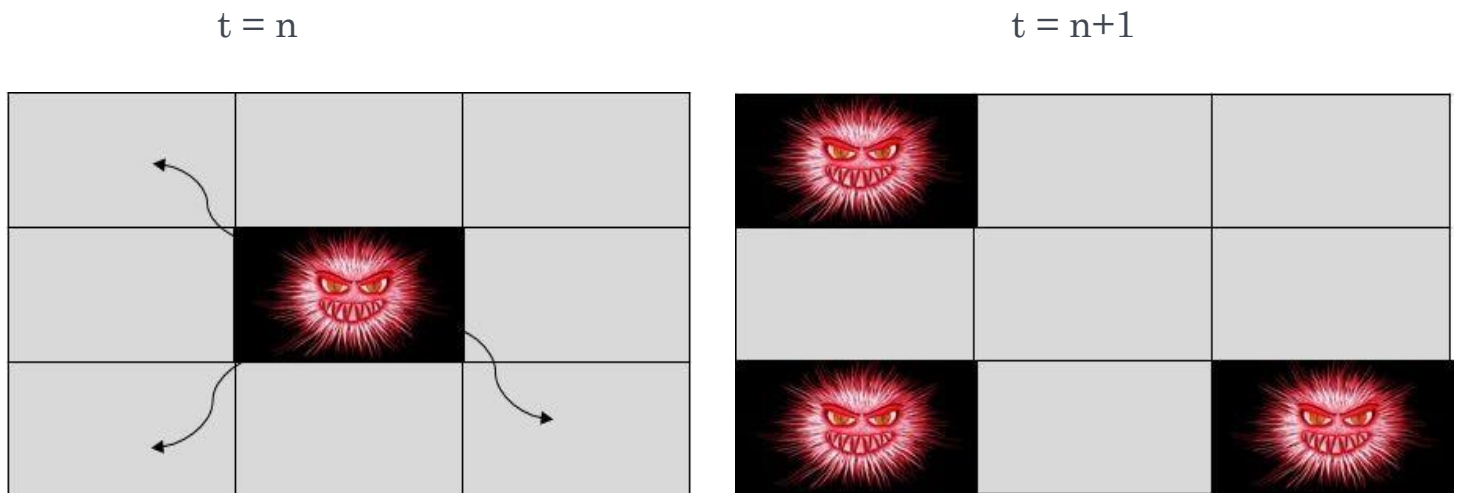 t = n
t = n+1